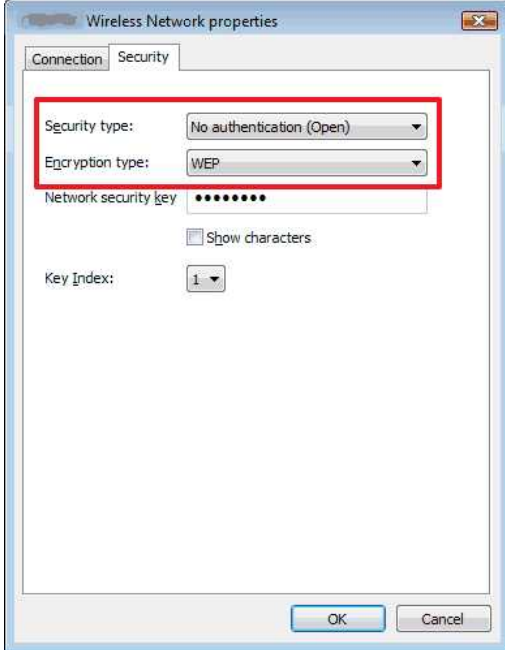 Wireless Network properties
Connection Security
Security type: No authentication (Open)
Encryption type: WEP
Network security key ••••••••
Show characters
Key Index: 1
OK Cancel